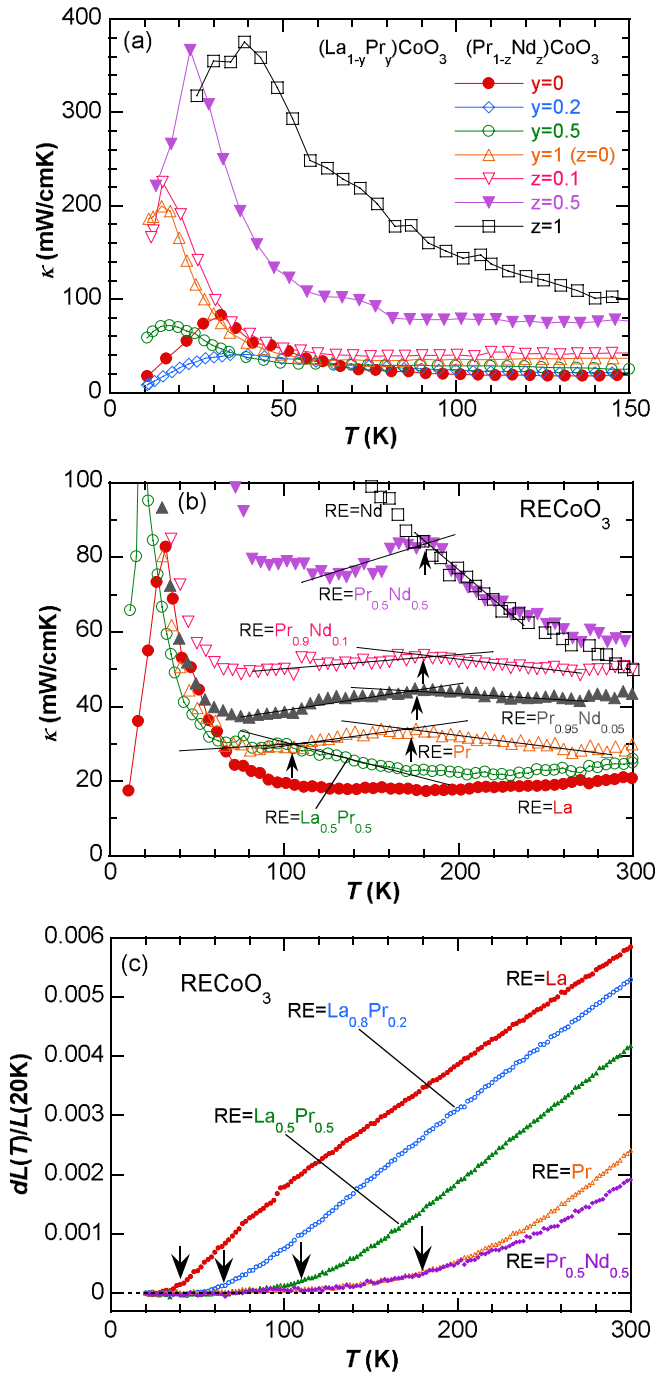 (a)
(La1-yPry)CoO3 (Pr1-zNdz)CoO3
y=0
y=0.2
y=0.5
y=1 (z=0)
z=0.1
z=0.5
z=1
400
300
200
100
0
κ (mW/cmK)
0 50 100 150
T (K)
(b)
RECoO3
RE=Nd
RE=Pr0.5Nd0.5
RE=Pr0.9Nd0.1
RE=Pr0.95Nd0.05
RE=Pr
RE=La0.5Pr0.5
RE=La
100
80
60
40
20
0
κ (mW/cmK)
0 100 200 300
T (K)
(c)
RECoO3
RE=La
RE=La0.8Pr0.2
RE=La0.5Pr0.5
RE=Pr
RE=Pr0.5Nd0.5
0.006
0.005
0.004
0.003
0.002
0.001
0
dL(T)/L(20K)
0 100 200 300
T (K)